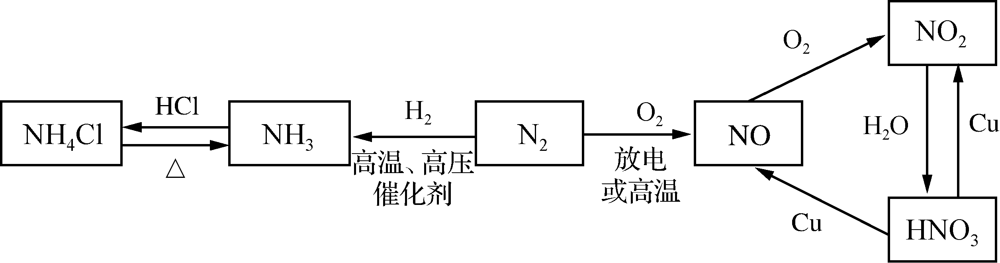 NO₂
O₂
HCl
H₂
O₂
H₂O
Cu
NH₄Cl
NH₃
N₂
NO
△
高温、高压
催化剂
放电
或高温
Cu
HNO₃